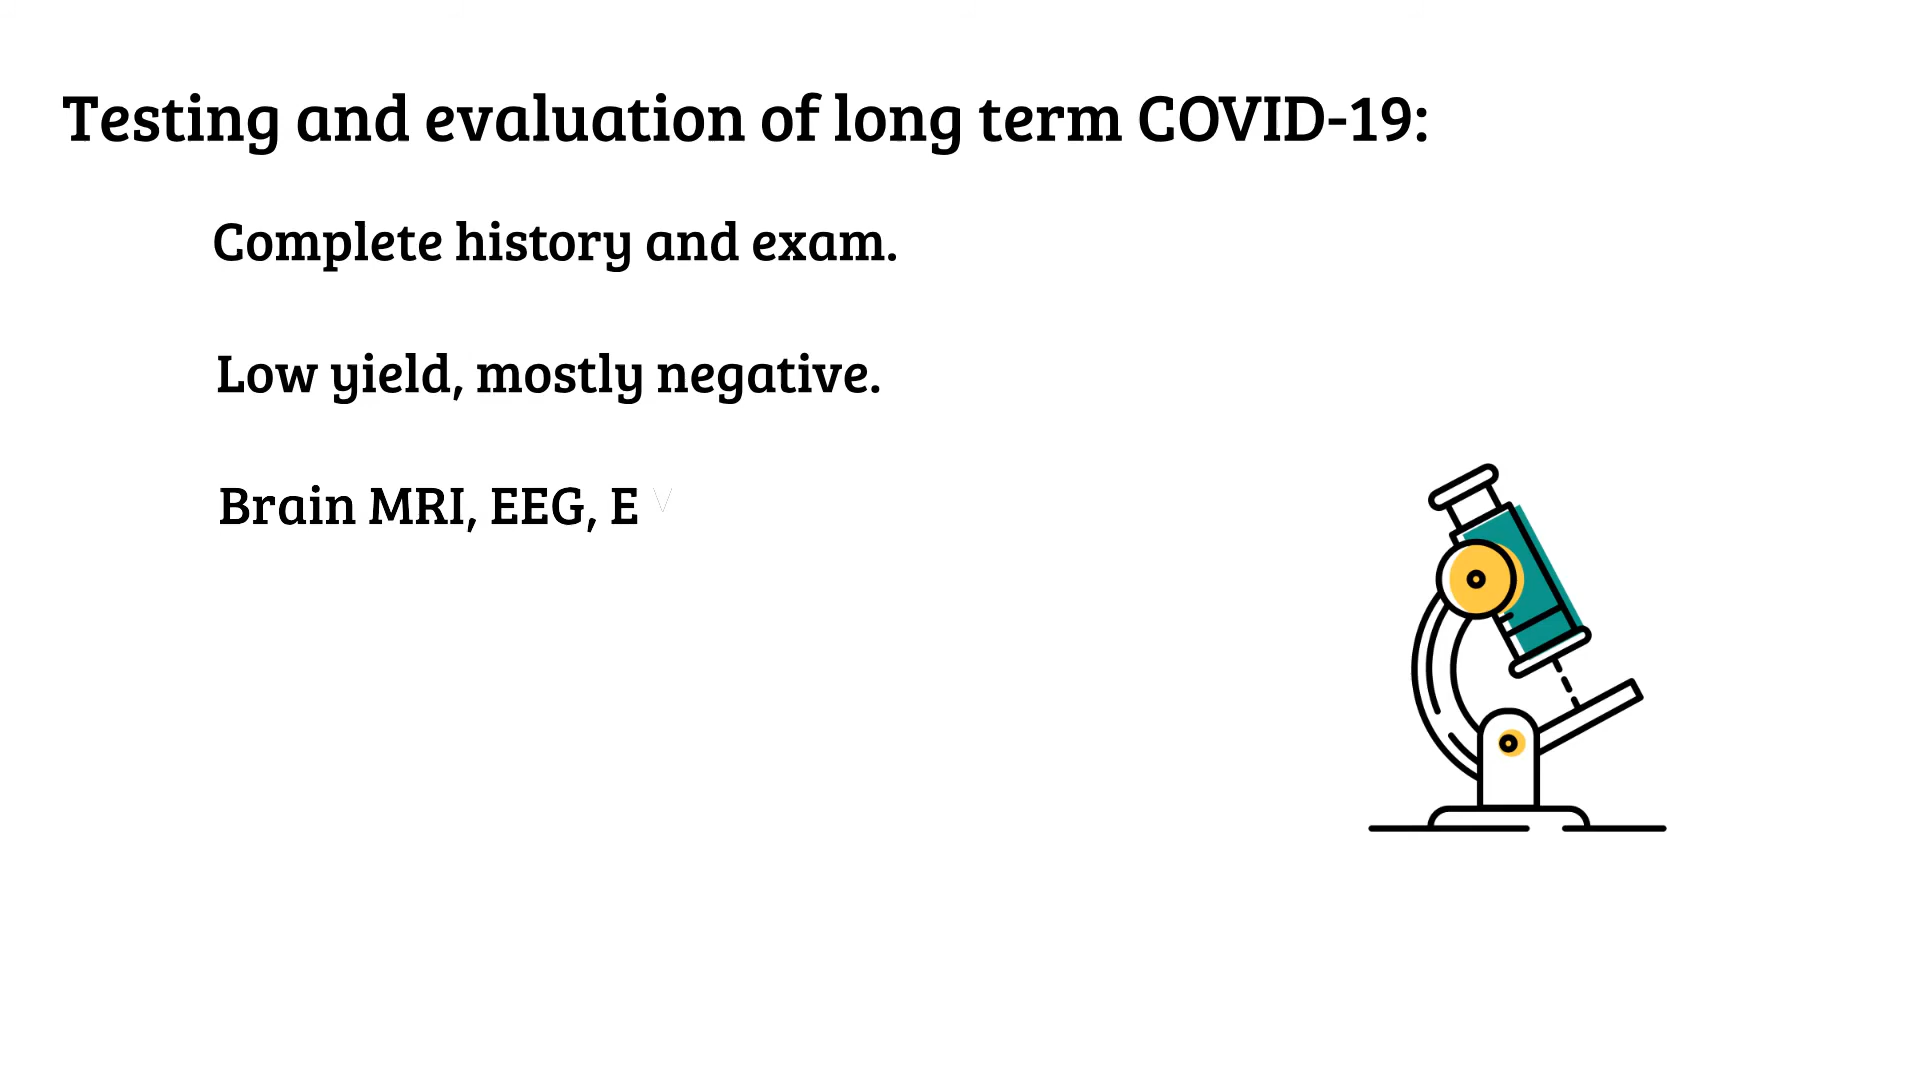 Testing and evaluation of long term COVID-19:
Complete history and exam.
Low yield, mostly negative.
Brain MRI, EEG, E